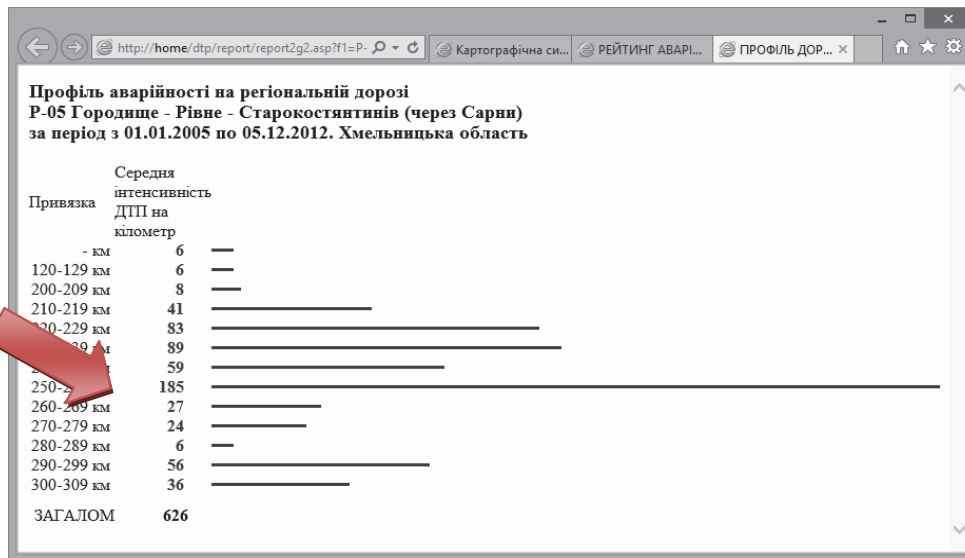 http://home/dtp/report/report2g2.asp?f1=P- Картографічна си... РЕЙТИНГ АВАРІ... ПРОФІЛЬ ДОР...
Профіль аварійності на регіональній дорозі
Р-05 Городище - Рівне - Старокостянтинів (через Сарни)
за період з 01.01.2005 по 05.12.2012. Хмельницька область
Привязка
Середня
інтенсивність
ДТП на
кілометр
- км 6
120-129 км 6
200-209 км 8
210-219 км 41
220-229 км 83
км 89
59
250- 185
260-269 км 27
270-279 км 24
280-289 км 6
290-299 км 56
300-309 км 36
ЗАГАЛОМ 626